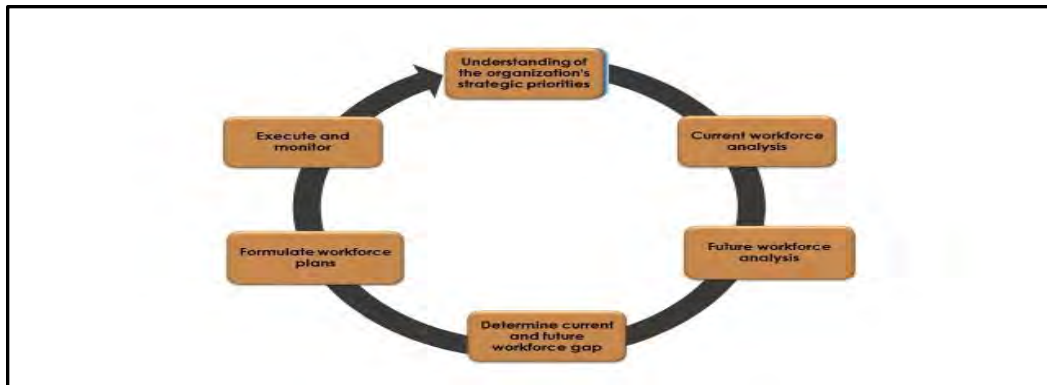 Understanding of
the organization's
strategic priorities
Current workforce
analysis
Future workforce
analysis
Determine current
and future
workforce gap
Formulate workforce
plans
Execute and
monitor